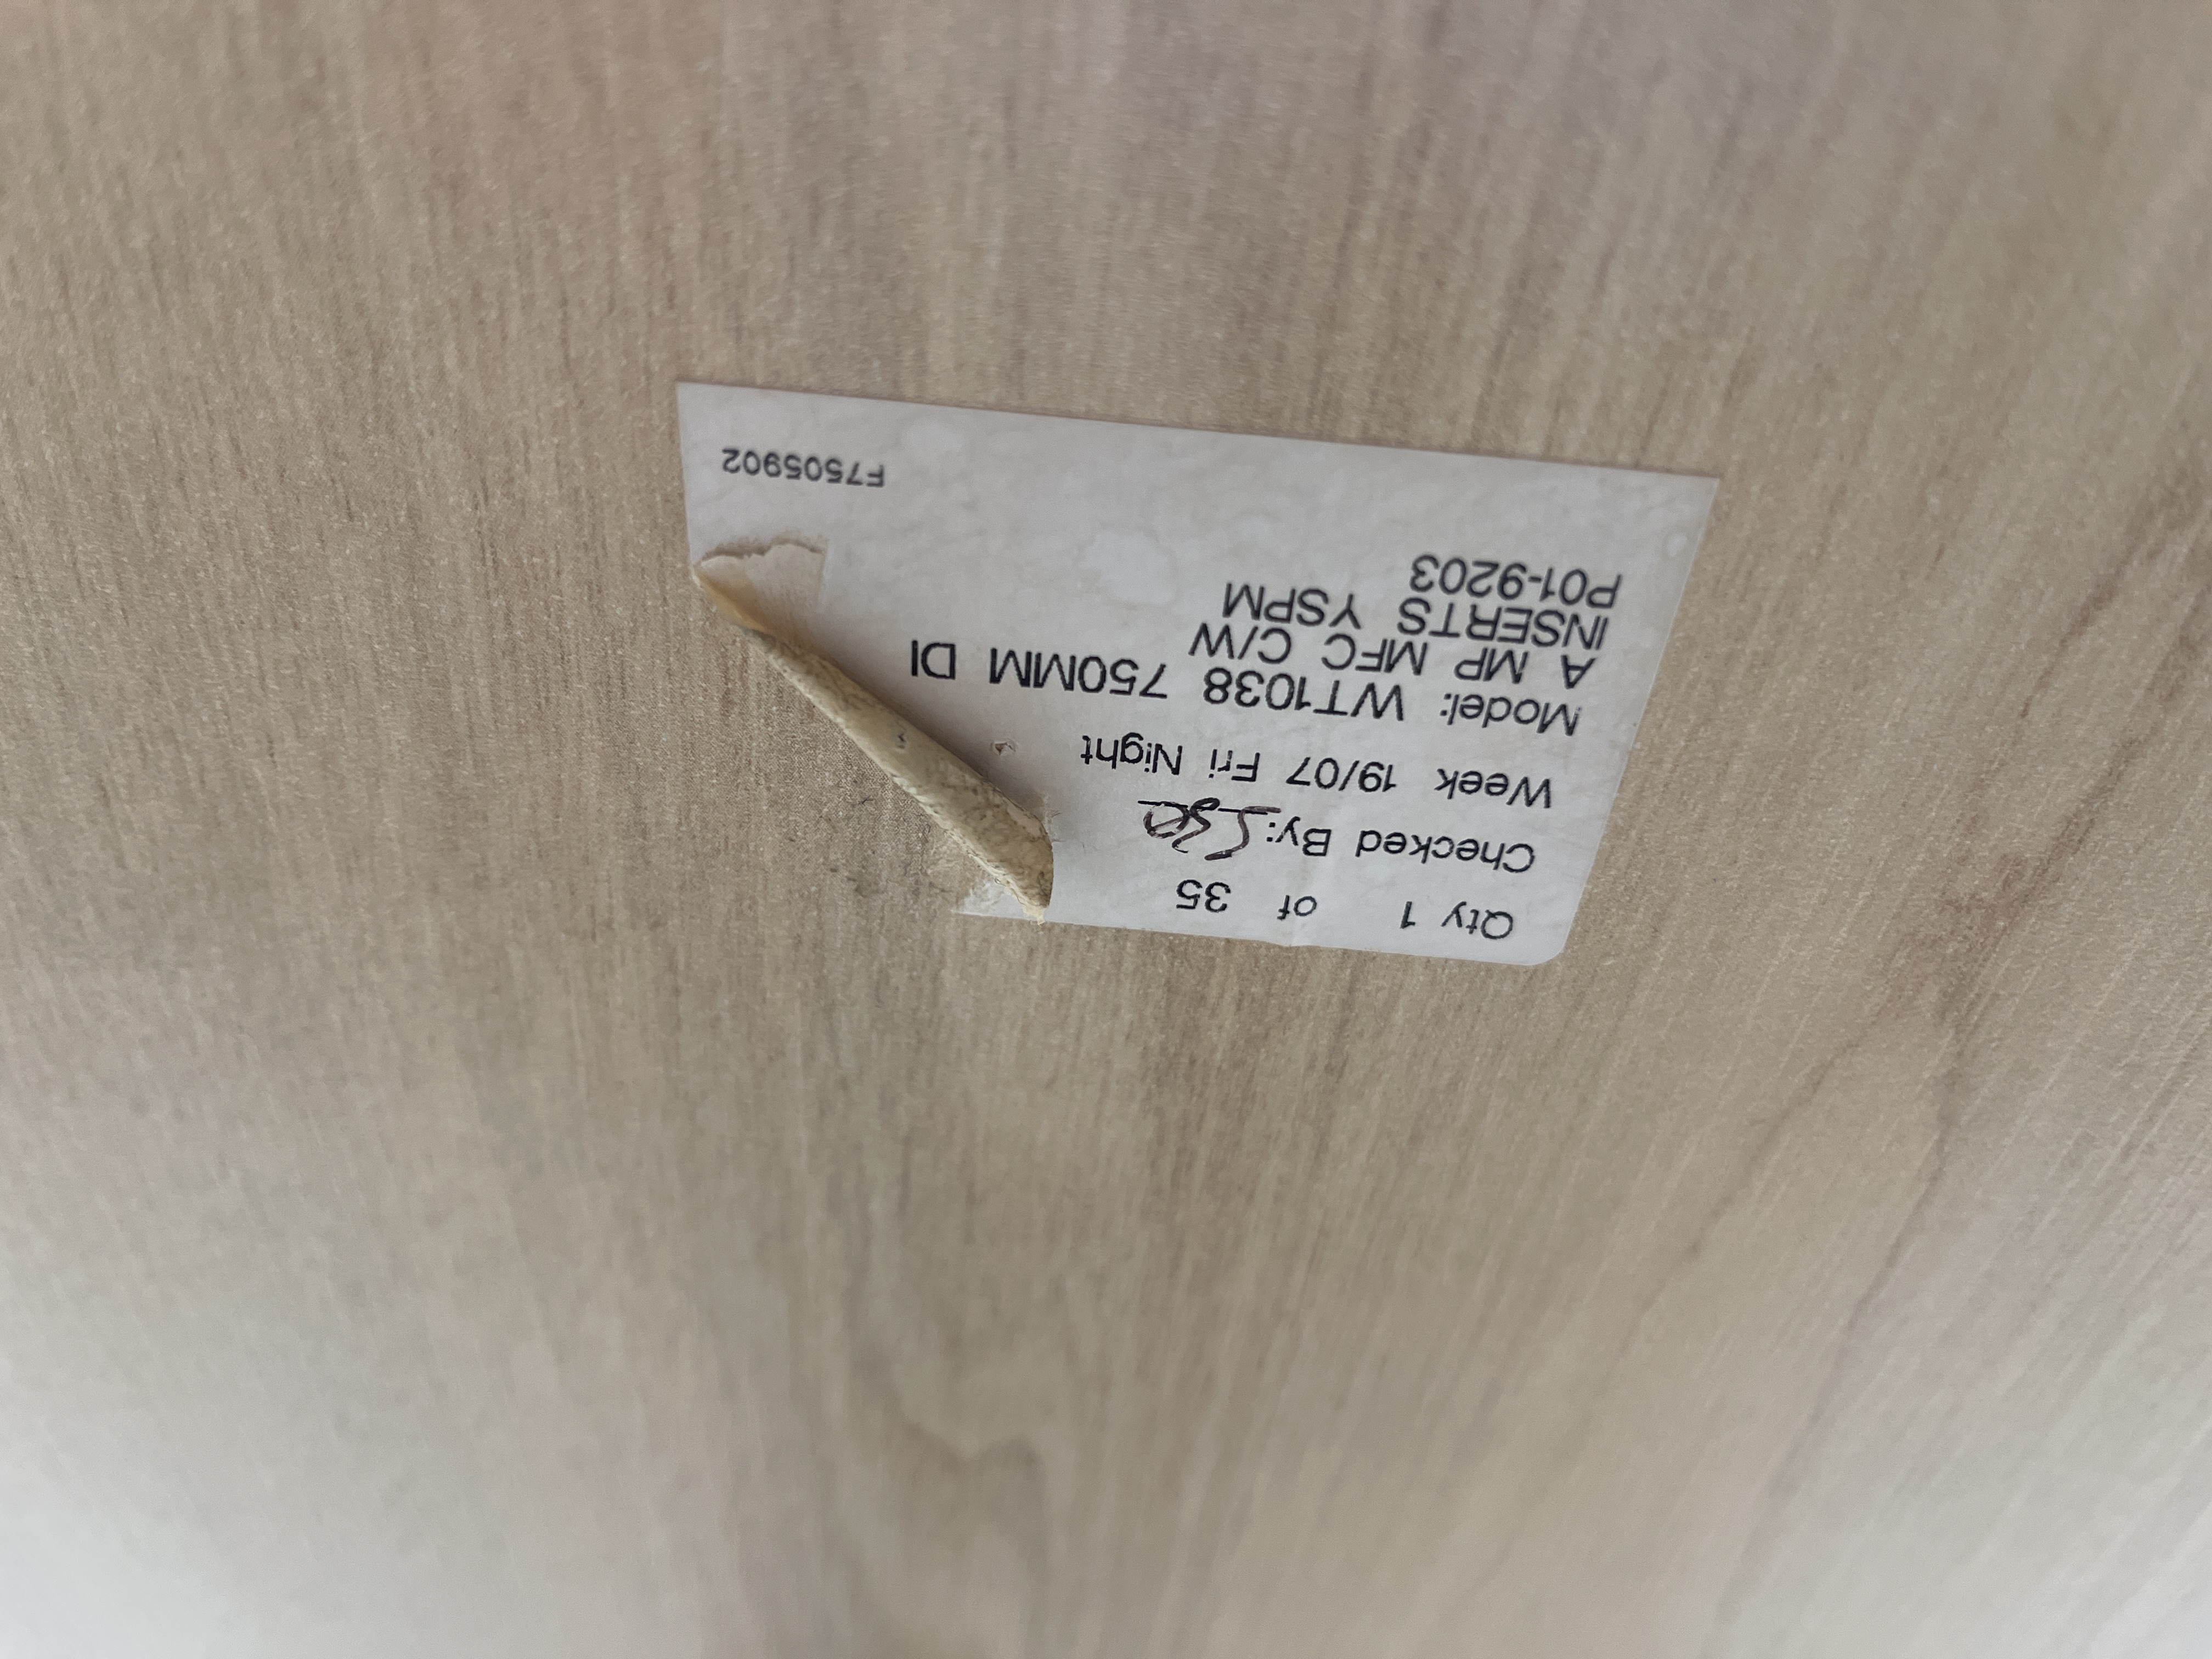 Qty 1 of 35
Checked By:
Week 19/07 Fri Night
Model: WT1038 750MM DI
A MP MFC C/W
INSERTS YSPM
P01-9203
F7505902